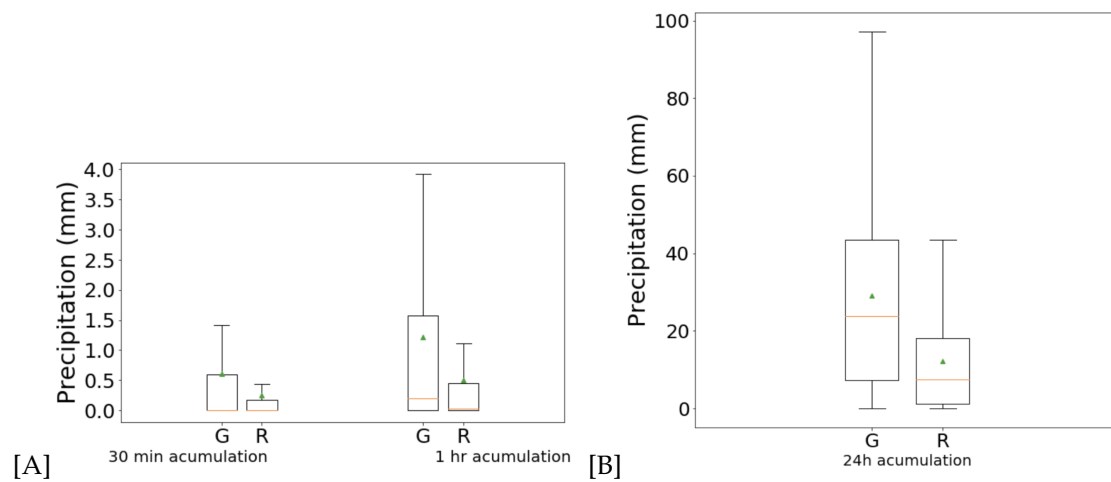 Precipitation (mm)
4.0
3.5
3.0
2.5
2.0
1.5
1.0
0.5
0.0
G R G R
30 min acumulation 1 hr acumulation
[A]
Precipitation (mm)
100
80
60
40
20
0
G R
24h acumulation
[B]